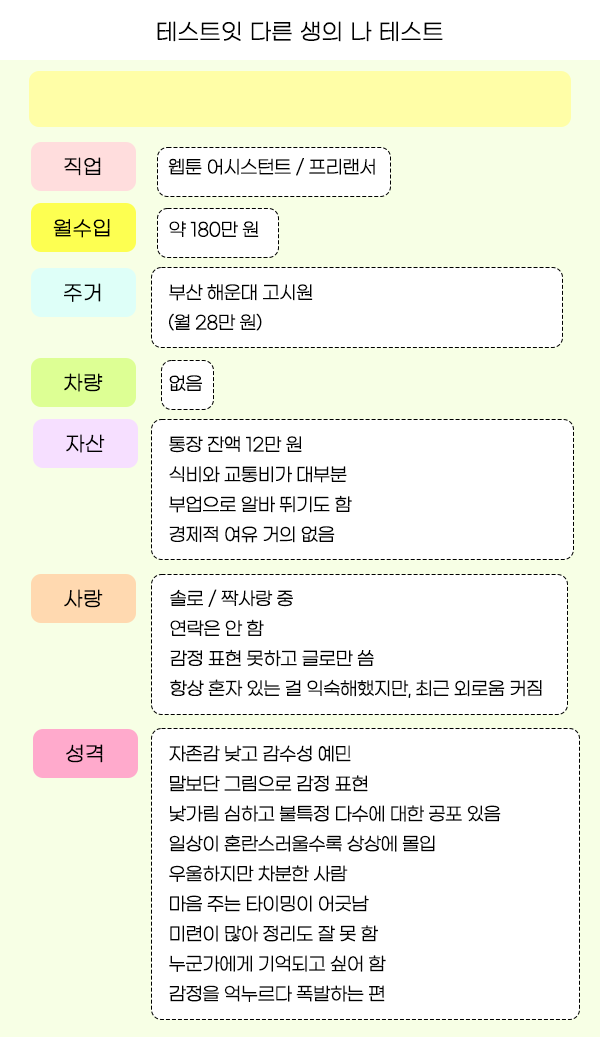 테스트잇 다른 생의 나 테스트
직업
웹툰 어시스턴트 / 프리랜서
월수입
약 180만 원
주거
부산 해운대 고시원
(월 28만 원)
차량
없음
자산
통장 잔액 12만 원
식비와 교통비가 대부분
부업으로 알바 뛰기도 함
경제적 여유 거의 없음
사랑
솔로 / 짝사랑 중
연락은 안 함
감정 표현 못하고 글로만 씀
항상 혼자 있는 걸 익숙해했지만, 최근 외로움 커짐
성격
자존감 낮고 감수성 예민
말보단 그림으로 감정 표현
낯가림 심하고 불특정 다수에 대한 공포 있음
일상이 혼란스러울수록 상상에 몰입
우울하지만 차분한 사람
마음 주는 타이밍이 어긋남
미련이 많아 정리도 잘 못 함
누군가에게 기억되고 싶어 함
감정을 억누르다 폭발하는 편